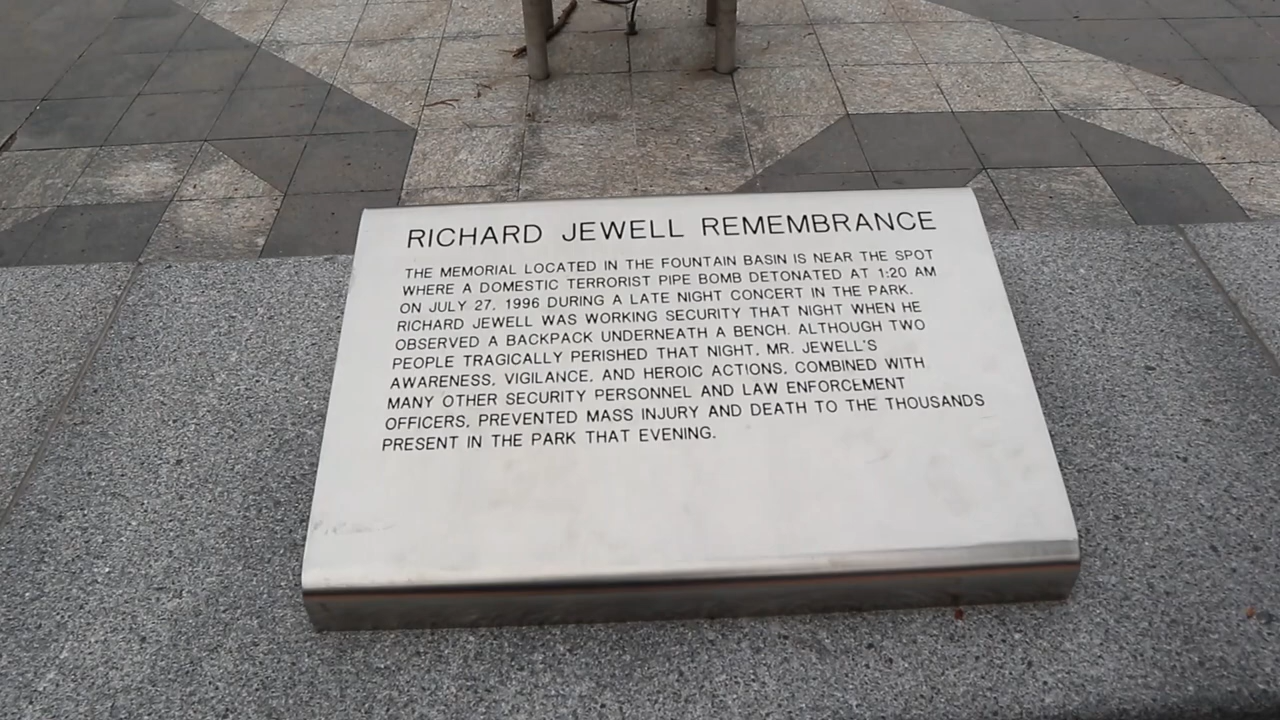 RICHARD JEWELL REMEMBRANCE
THE MEMORIAL LOCATED IN THE FOUNTAIN BASIN IS NEAR THE SPOT
WHERE A DOMESTIC TERRORIST PIPE BOMB DETONATED AT 1:20 AM
ON JULY 27, 1996 DURING A LATE NIGHT CONCERT IN THE PARK.
RICHARD JEWELL WAS WORKING SECURITY THAT NIGHT WHEN HE
OBSERVED A BACKPACK UNDERNEATH A BENCH. ALTHOUGH TWO
PEOPLE TRAGICALLY PERISHED THAT NIGHT, MR. JEWELL'S
AWARENESS, VIGILANCE, AND HEROIC ACTIONS, COMBINED WITH
MANY OTHER SECURITY PERSONNEL AND LAW ENFORCEMENT
OFFICERS, PREVENTED MASS INJURY AND DEATH TO THE THOUSANDS
PRESENT IN THE PARK THAT EVENING.